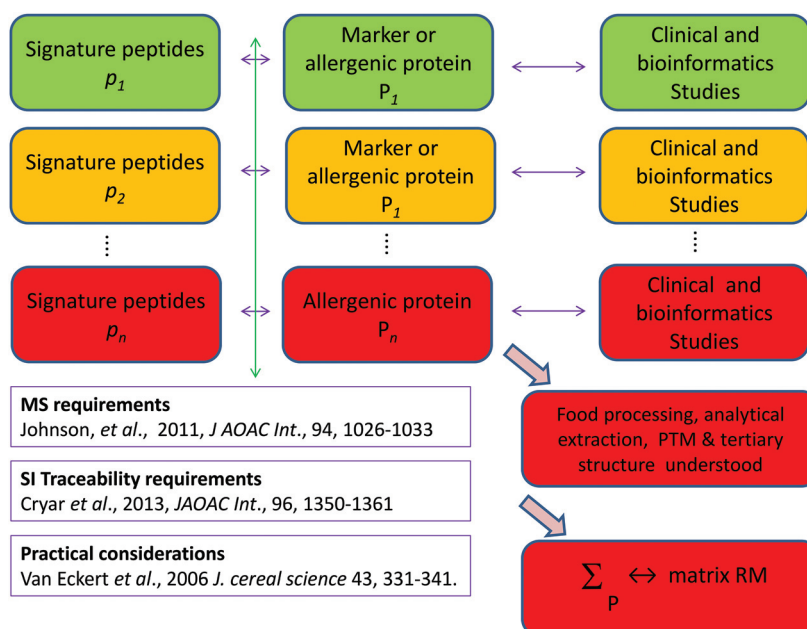 Signature peptides
p1
Marker or
allergenic protein
P1
Clinical and
bioinformatics
Studies
Signature peptides
p2
Marker or
allergenic protein
P1
Clinical and
bioinformatics
Studies
Signature peptides
pn
Allergenic protein
Pn
Clinical and
bioinformatics
Studies
MS requirements
Johnson, et al., 2011, J AOAC Int., 94, 1026-1033
SI Traceability requirements
Cryar et al., 2013, JAOAC Int., 96, 1350-1361
Practical considerations
Van Eckert et al., 2006 J. cereal science 43, 331-341.
Food processing, analytical
extraction, PTM & tertiary
structure understood
∑P ↔ matrix RM